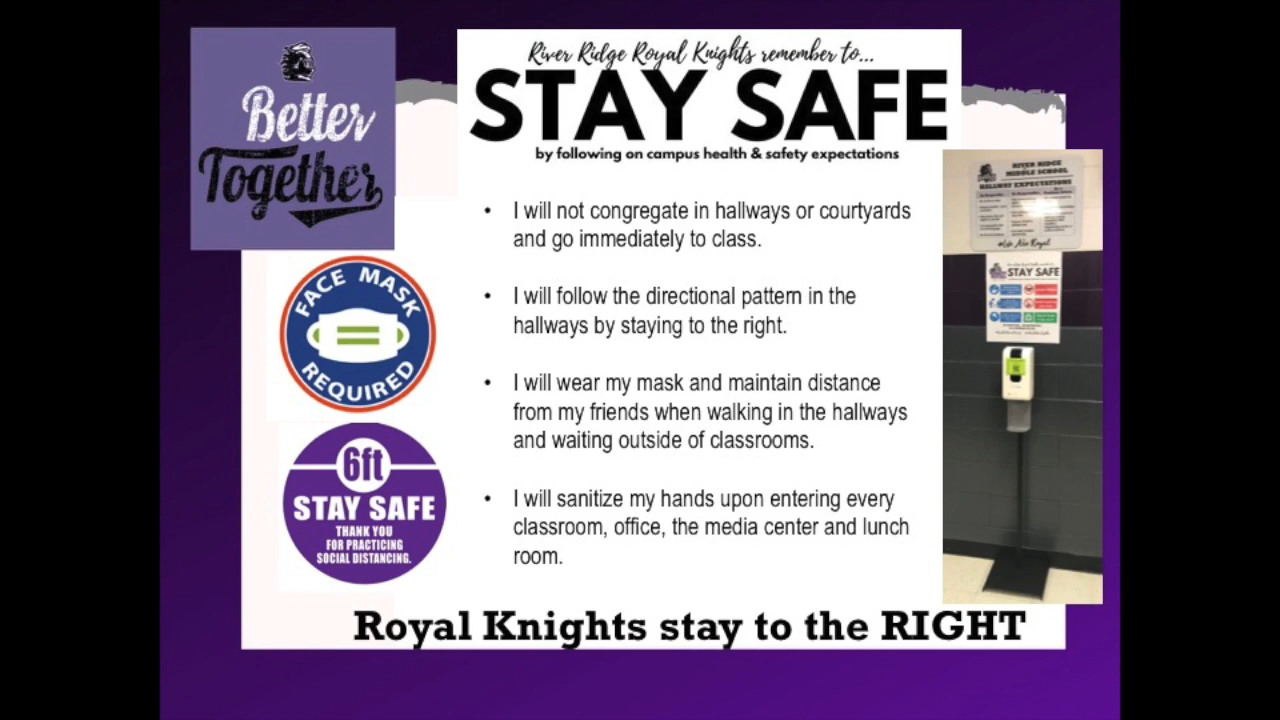 Better
Together
River Ridge Royal Knights remember to...
STAY SAFE
by following on campus health & safety expectations
• I will not congregate in hallways or courtyards
and go immediately to class.
• I will follow the directional pattern in the
hallways by staying to the right.
• I will wear my mask and maintain distance
from my friends when walking in the hallways
and waiting outside of classrooms.
• I will sanitize my hands upon entering every
classroom, office, the media center and lunch
room.
FACE MASK
REQUIRED
6ft
STAY SAFE
THANK YOU
FOR PRACTICING
SOCIAL DISTANCING.
RIVER RIDGE
MIDDLE SCHOOL
HALLWAY EXPECTATIONS
STAY SAFE
Royal Knights stay to the RIGHT